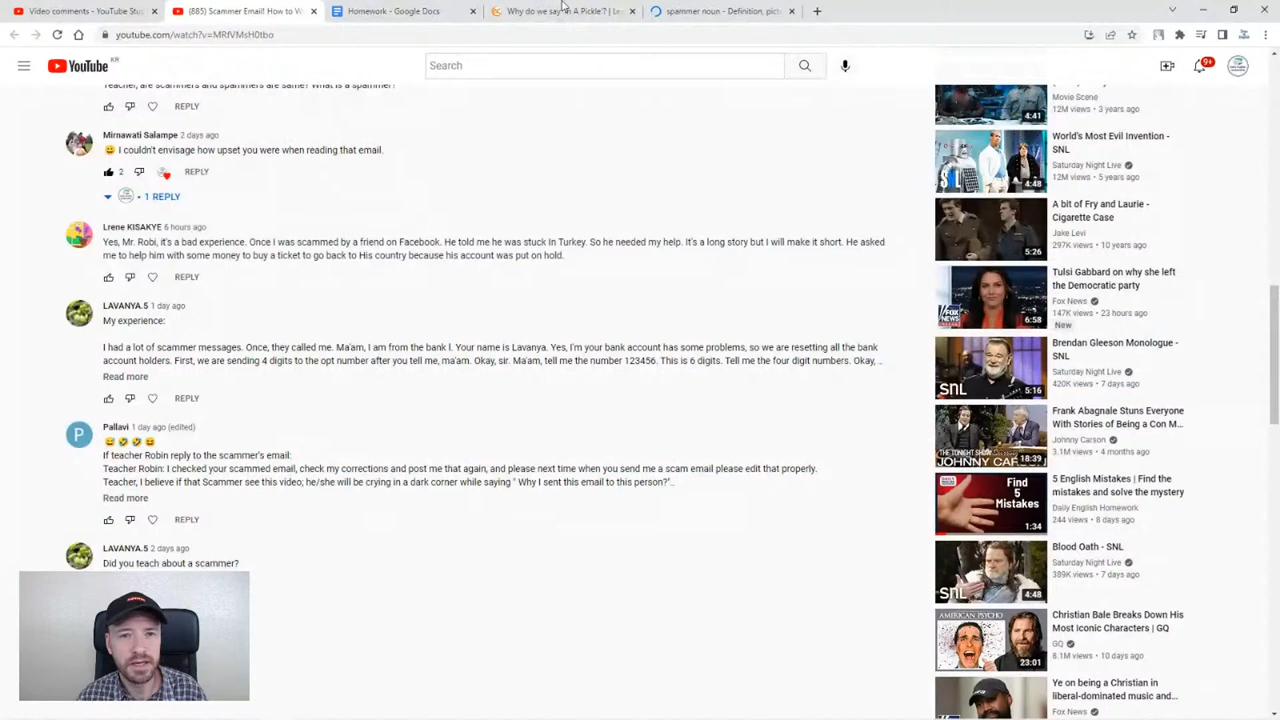 Video comments - YouTube Stu
(885) Scammer Email! How to W
Homework - Google Docs
Why do we say "In A Pickle"? | Le
spammer noun - Definition, pict
youtube.com/watch?v=MRfVMsH0tbo
YouTube KR
Search
9+
Teacher, are scammers and spammers are same? What is a spammer?
REPLY
Mirnawati Salampe 2 days ago
😀 I couldn't envisage how upset you were when reading that email.
2 REPLY
1 REPLY
Lrene KISAKYE 6 hours ago
Yes, Mr. Robi, it's a bad experience. Once I was scammed by a friend on Facebook. He told me he was stuck in Turkey. So he needed my help. It's a long story but I will make it short. He asked
me to help him with some money to buy a ticket to go back to His country because his account was put on hold.
REPLY
LAVANYA.5 1 day ago
My experience:
I had a lot of scammer messages. Once, they called me. Ma'am, I am from the bank I. Your name is Lavanya. Yes, I'm your bank account has some problems, so we are resetting all the bank
account holders. First, we are sending 4 digits to the opt number after you tell me, ma'am. Okay, sir. Ma'am, tell me the number 123456. This is 6 digits. Tell me the four digit numbers. Okay, ..
Read more
REPLY
P
Pallavi 1 day ago (edited)
😅🤣🤣😆
If teacher Robin reply to the scammer's email:
Teacher Robin: I checked your scammed email, check my corrections and post me that again, and please next time when you send me a scam email please edit that properly.
Teacher, I believe if that Scammer see this video; he/she will be crying in a dark corner while saying " Why I sent this email to this person?"..
Read more
REPLY
LAVANYA.5 2 days ago
Did you teach about a scammer?
4:41
Movie Scene
12M views • 3 years ago
World's Most Evil Invention -
SNL
Saturday Night Live
12M views • 5 years ago
4:48
A bit of Fry and Laurie -
Cigarette Case
Jake Levi
297K views • 10 years ago
5:26
Tulsi Gabbard on why she left
the Democratic party
Fox News
147K views • 23 hours ago
New
6:58
Brendan Gleeson Monologue -
SNL
Saturday Night Live
420K views • 7 days ago
SNL
5:16
Frank Abagnale Stuns Everyone
With Stories of Being a Con M...
Johnny Carson
3.1M views • 4 months ago
THE TONIGHT SHOW
JOHNNY CARSON
18:39
5 English Mistakes | Find the
mistakes and solve the mystery
Daily English Homework
244 views • 8 days ago
Find
5
Mistakes
1:34
Blood Oath - SNL
Saturday Night Live
389K views • 7 days ago
SNL
4:48
Christian Bale Breaks Down His
Most Iconic Characters | GQ
GQ
6.1M views • 10 days ago
AMERICAN PSYCHO
23:01
Ye on being a Christian in
liberal-dominated music and...
Fox News